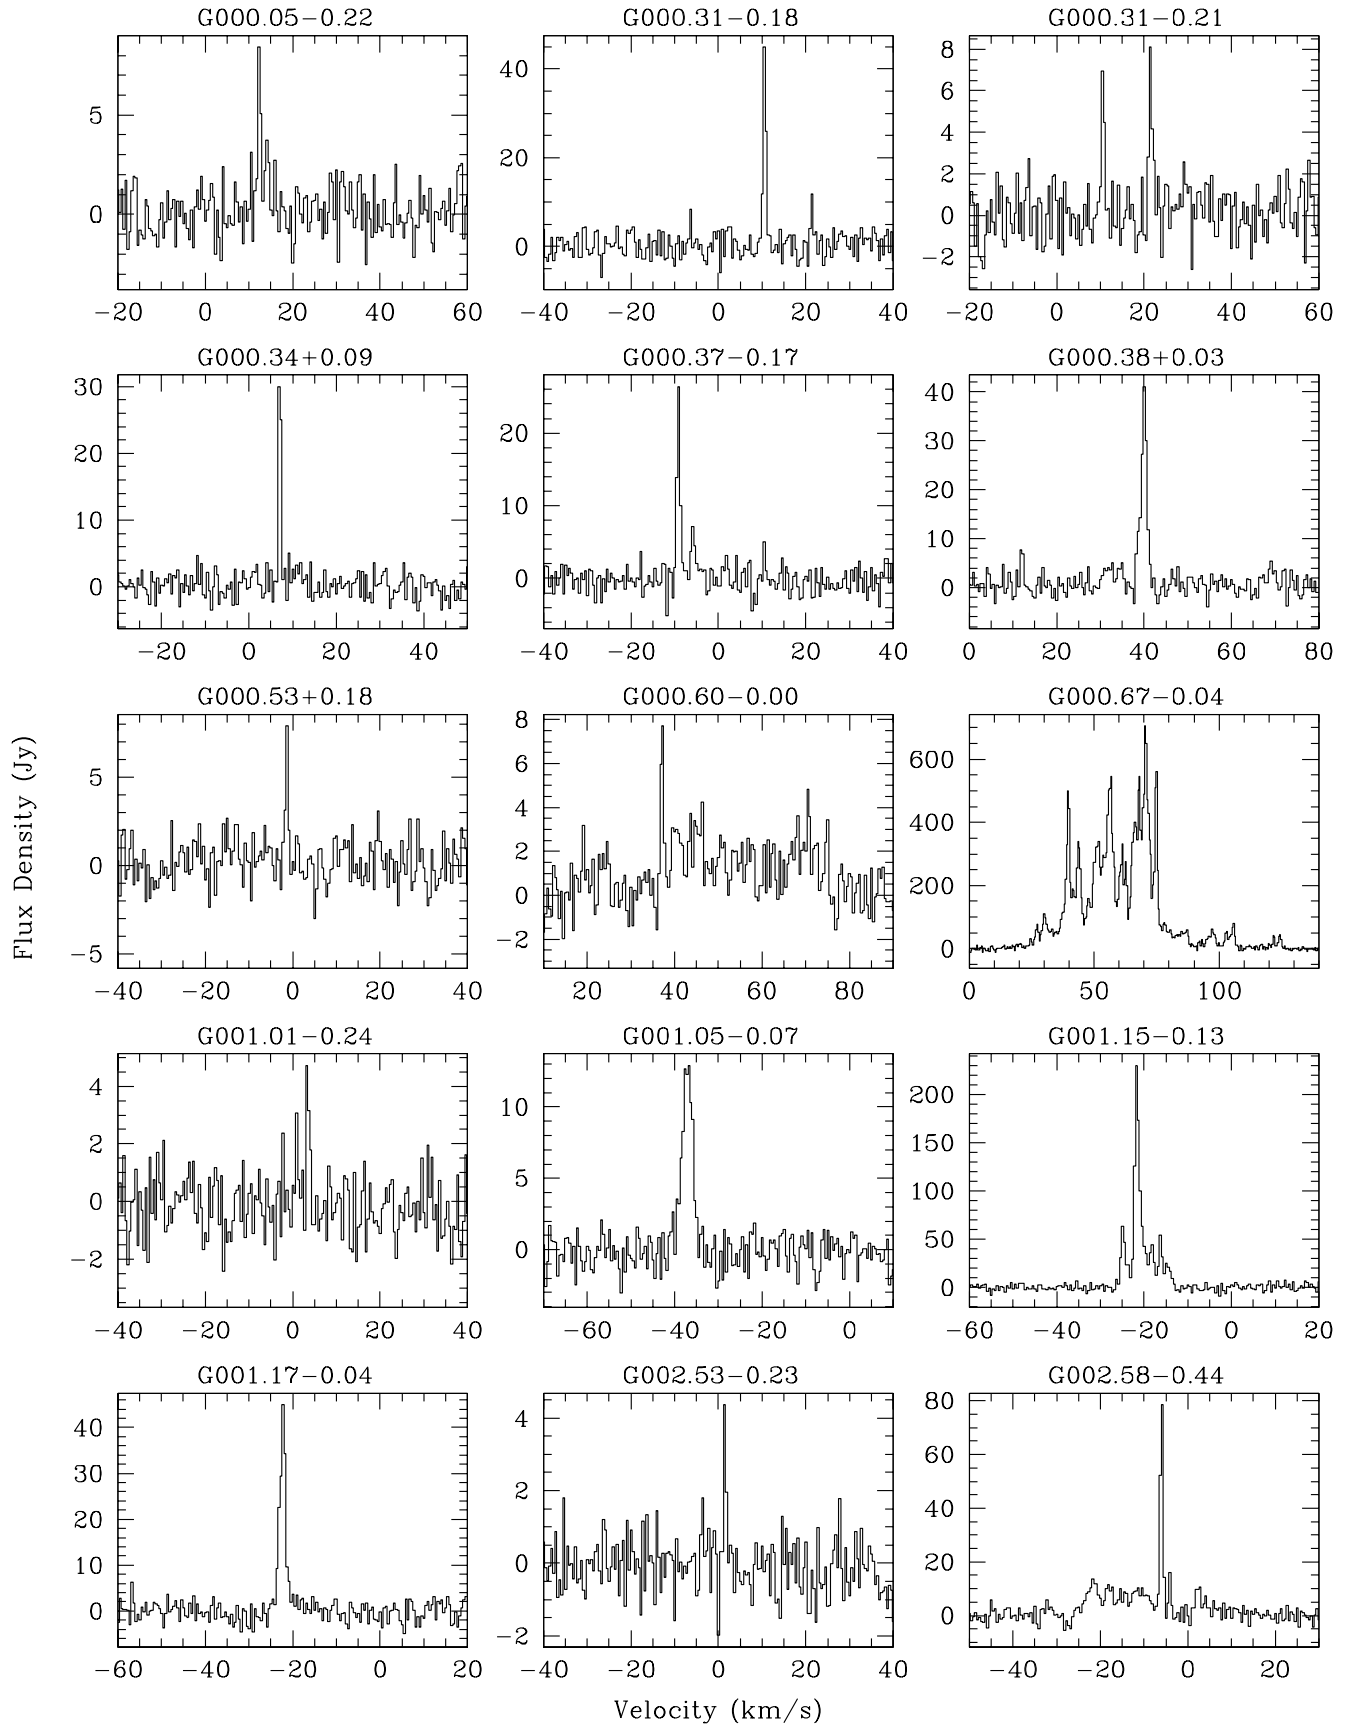 G000.05−0.22
G000.31−0.18
G000.31−0.21
5
0
−20 0 20 40 60
40
20
0
−40 −20 0 20 40
8
6
4
2
0
−2
−20 0 20 40 60
G000.34+0.09
G000.37−0.17
G000.38+0.03
30
20
10
0
−20 0 20 40
20
10
0
−40 −20 0 20 40
40
30
20
10
0
0 20 40 60 80
G000.53+0.18
G000.60−0.00
G000.67−0.04
5
0
−5
−40 −20 0 20 40
8
6
4
2
0
−2
20 40 60 80
600
400
200
0
0 50 100
Flux Density (Jy)
G001.01−0.24
G001.05−0.07
G001.15−0.13
4
2
0
−2
−40 −20 0 20 40
10
5
0
−60 −40 −20 0
200
150
100
50
0
−60 −40 −20 0 20
G001.17−0.04
G002.53−0.23
G002.58−0.44
40
30
20
10
0
−60 −40 −20 0 20
4
2
0
−2
−40 −20 0 20 40
80
60
40
20
0
−40 −20 0 20
Velocity (km/s)